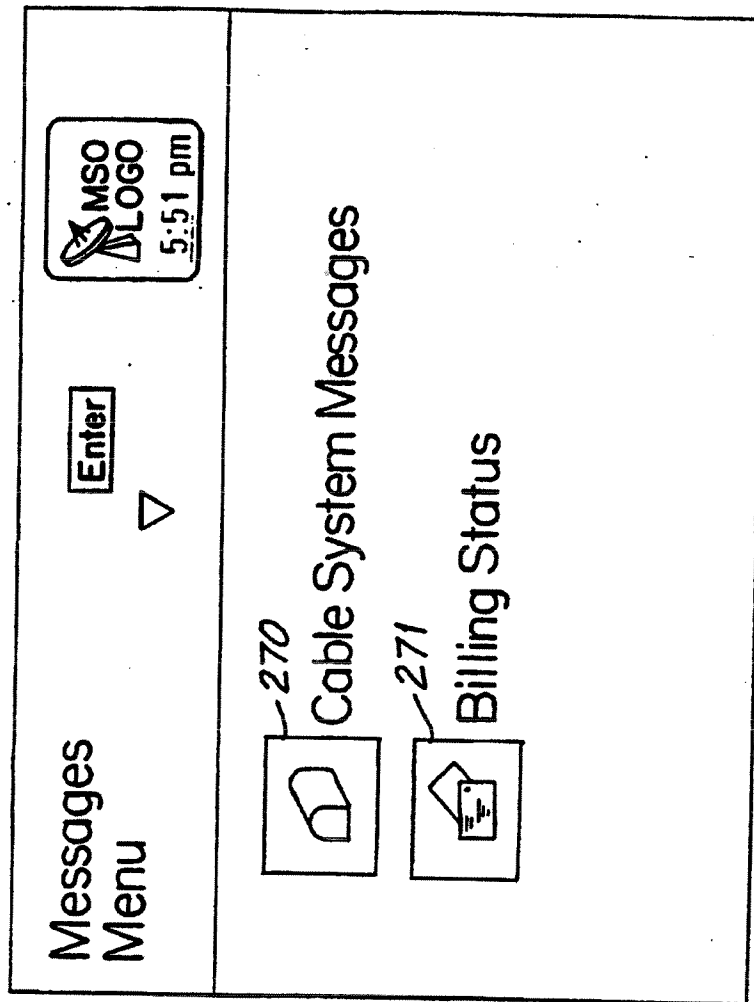 Messages
Menu
Enter
MSO
LOGO
5:51 pm
270
Cable System Messages
271
Billing Status